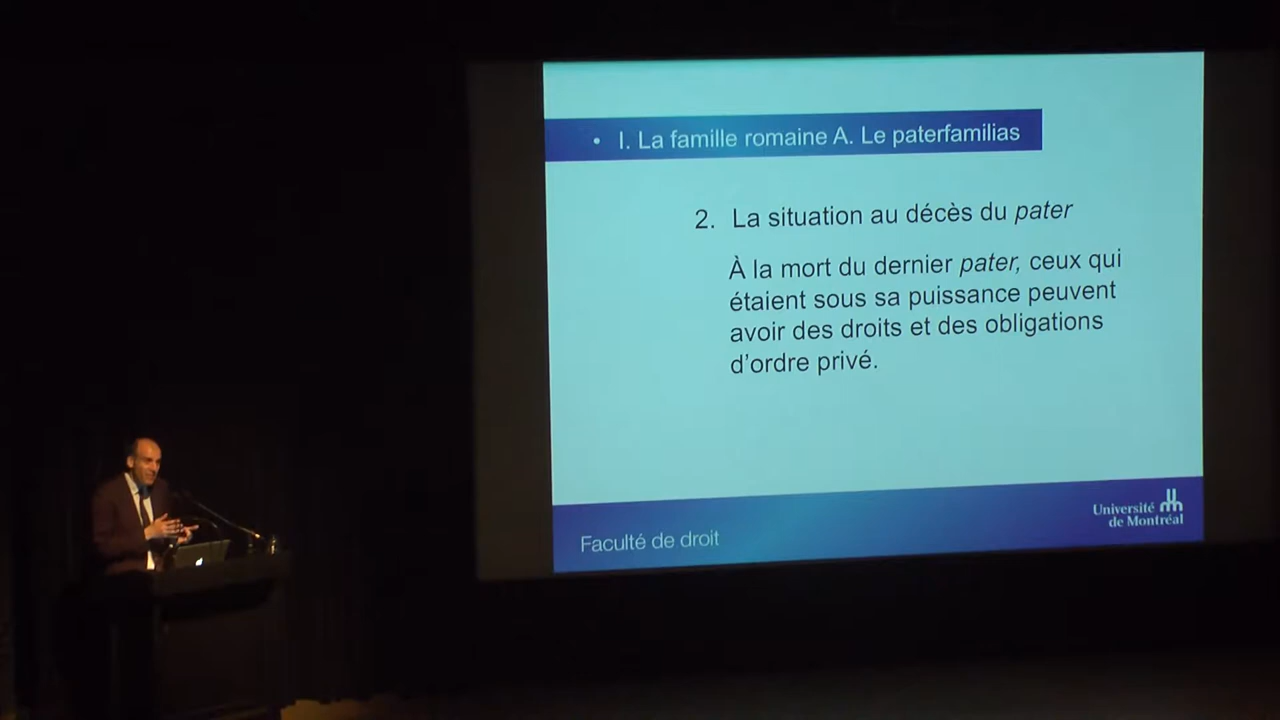 • I. La famille romaine A. Le paterfamilias
2. La situation au décès du pater
À la mort du dernier pater, ceux qui
étaient sous sa puissance peuvent
avoir des droits et des obligations
d’ordre privé.
Faculté de droit
Université
de Montréal